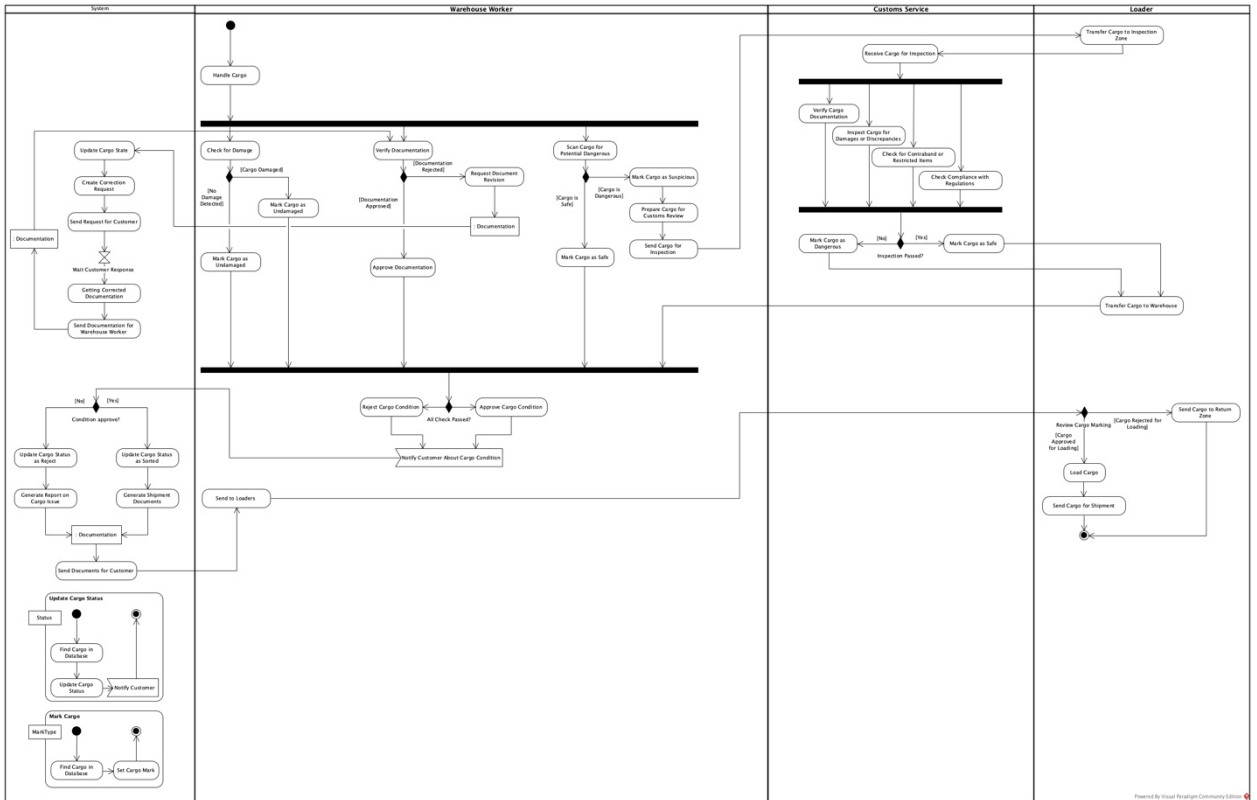 System
Warehouse Worker
Customs Service
Loader
Handle Cargo
Transfer Cargo to Inspection
Zone
Receive Cargo for Inspection
Verify Cargo
Documentation
Inspect Cargo for
Damages or Discrepancies
Check for Contraband or
Restricted Items
Check Compliance with
Regulations
Update Cargo State
Check for Damage
Verify Documentation
Scan Cargo for
Potential Dangerous
[Cargo Damaged]
[Documentation
Rejected]
Request Document
Revision
Mark Cargo as Suspicious
Create Correction
Request
[No
Damage
Detected]
[Documentation
Approved]
[Cargo is
Safe]
[Cargo is
Dangerous]
Mark Cargo as
Undamaged
Prepare Cargo for
Customs Review
Send Request for Customer
: Documentation
: Documentation
Send Cargo for
Inspection
Mark Cargo as
Dangerous
[No]
[Yes]
Mark Cargo as Safe
Inspection Passed?
Wait Customer Response
Mark Cargo as
Undamaged
Approve Documentation
Mark Cargo as Safe
Getting Corrected
Documentation
Transfer Cargo to Warehouse
Send Documentation for
Warehouse Worker
[No]
[Yes]
Condition approve?
Reject Cargo Condition
Approve Cargo Condition
All Check Passed?
Review Cargo Marking
[Cargo Rejected for
Loading]
Send Cargo to Return
Zone
[Cargo
Approved
for Loading]
Update Cargo Status
as Reject
Update Cargo Status
as Sorted
Notify Customer About Cargo Condition
Load Cargo
Generate Report on
Cargo Issue
Generate Shipment
Documents
Send to Loaders
Send Cargo for Shipment
: Documentation
Send Documents for Customer
Update Cargo Status
Status
Find Cargo in
Database
Update Cargo
Status
Notify Customer
Mark Cargo
MarkType
Find Cargo in
Database
Set Cargo Mark
Powered By Visual Paradigm Community Edition